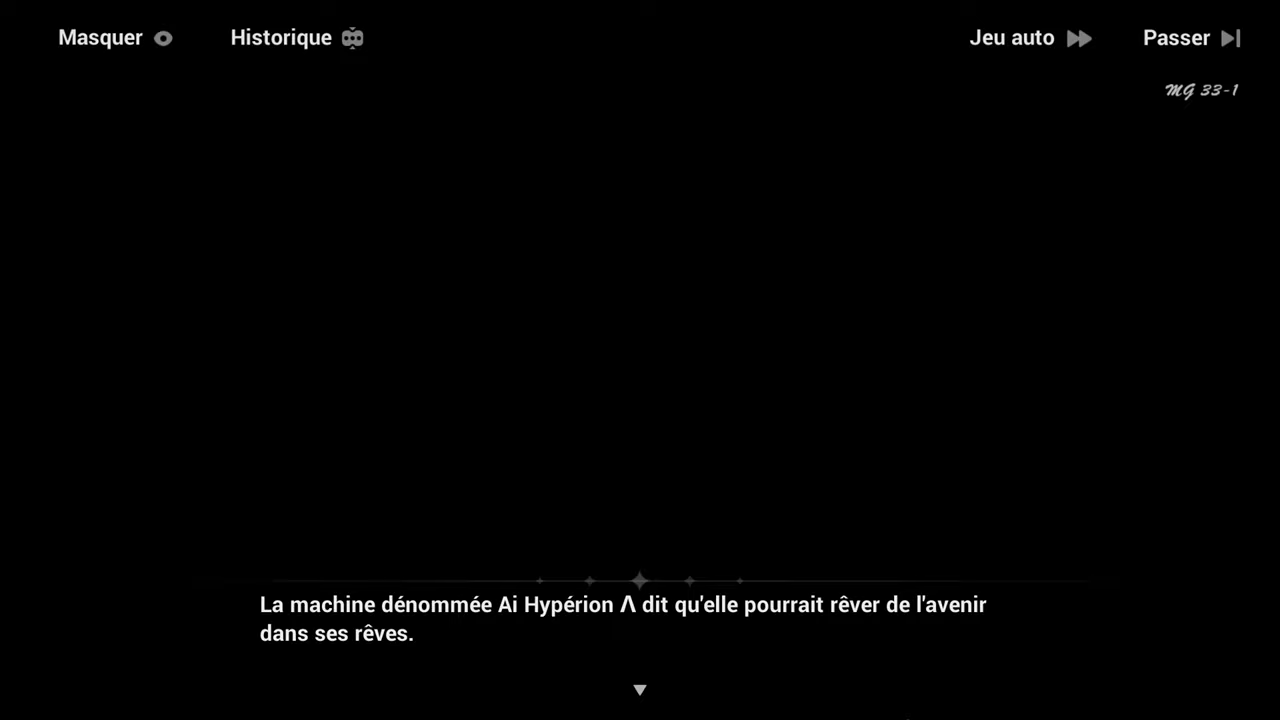 Masquer
Historique
Jeu auto
Passer
MG 33-1
La machine dénommée Ai Hypérion Λ dit qu'elle pourrait rêver de l'avenir
dans ses rêves.